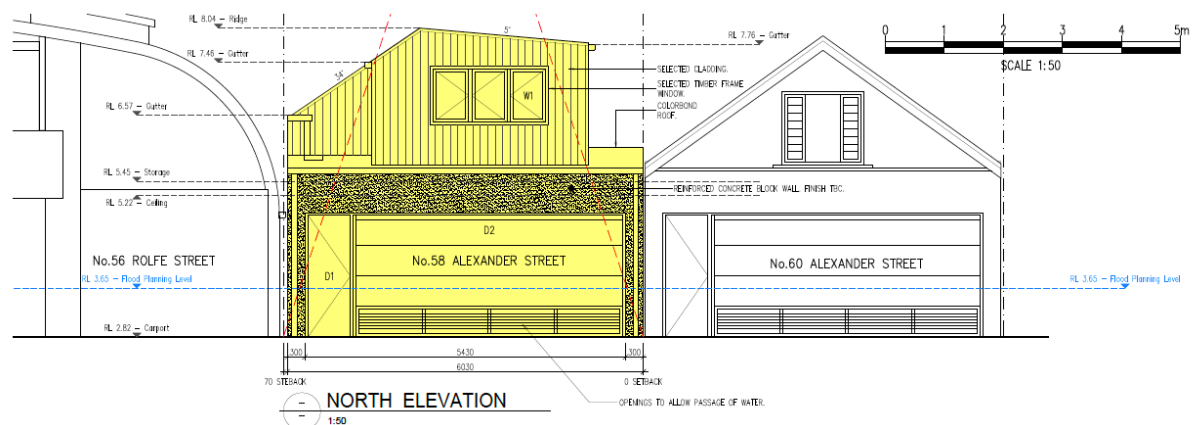 RL 8.04 – Ridge
5°
RL 7.76 – Gutter
0 1 2 3 4 5m
SCALE 1:50
RL 7.46 – Gutter
34°
SELECTED CLADDING.
SELECTED TIMBER FRAME
WINDOW.
W1
COLORBOND
ROOF.
RL 6.57 – Gutter
RL 5.45 – Storage
REINFORCED CONCRETE BLOCK WALL FINISH TBC.
RL 5.22 – Ceiling
D2
No.56 ROLFE STREET
No.58 ALEXANDER STREET
No.60 ALEXANDER STREET
D1
RL 3.65 – Flood Planning Level
RL 3.65 – Flood Planning Level
RL 2.82 – Carport
300 5430 300
6030
70 STEBACK
0 SETBACK
NORTH ELEVATION
1:50
OPENINGS TO ALLOW PASSAGE OF WATER.